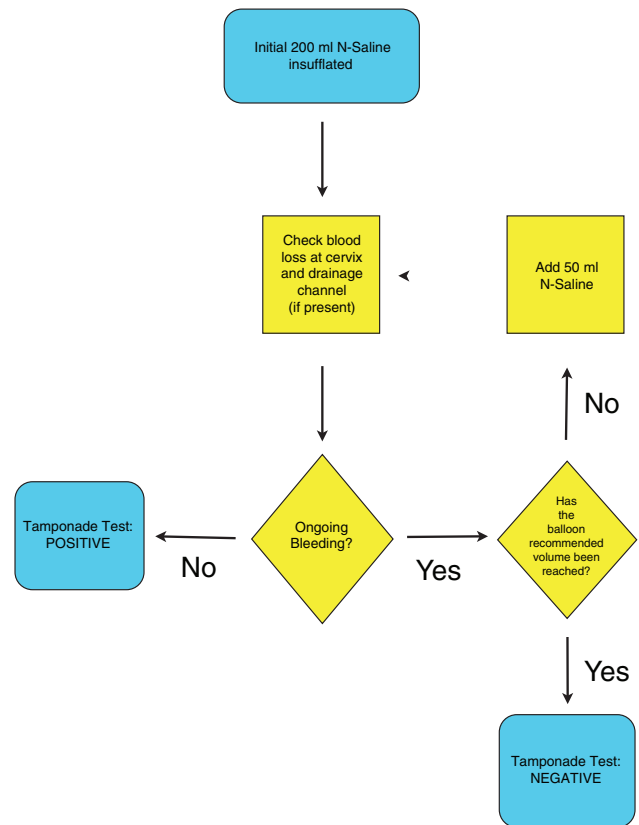 Initial 200 ml N-Saline
insufflated
Check blood
loss at cervix
and drainage
channel
(if present)
Add 50 ml
N-Saline
No
Tamponade Test:
POSITIVE
No
Ongoing
Bleeding?
Yes
Has
the
balloon
recommended
volume been
reached?
Yes
Tamponade Test:
NEGATIVE